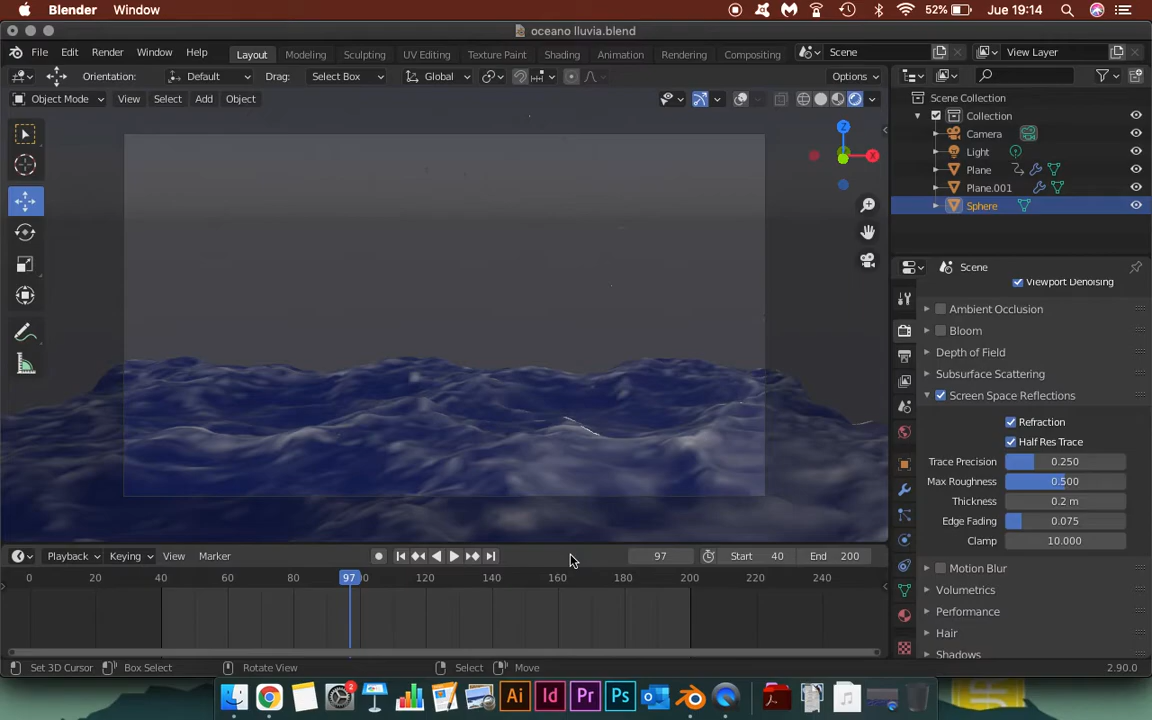 Blender Window 52% Jue 19:14
oceano lluvia.blend
File Edit Render Window Help Layout Modeling Sculpting UV Editing Texture Paint Shading Animation Rendering Compositing Scene View Layer
Orientation: Default Drag: Select Box Global Options
Object Mode View Select Add Object
Scene Collection
Collection
Camera
Light
Plane
Plane.001
Sphere
Z
X
Scene
Viewport Denoising
Ambient Occlusion
Bloom
Depth of Field
Subsurface Scattering
Screen Space Reflections
Refraction
Half Res Trace
Trace Precision 0.250
Max Roughness 0.500
Thickness 0.2 m
Edge Fading 0.075
Clamp 10.000
Motion Blur
Volumetrics
Performance
Hair
Shadows
Playback Keying View Marker 97 Start 40 End 200
0 20 40 60 80 97 120 140 160 180 200 220 240
Set 3D Cursor Box Select Rotate View Select Move 2.90.0
2
Ai Id Pr Ps